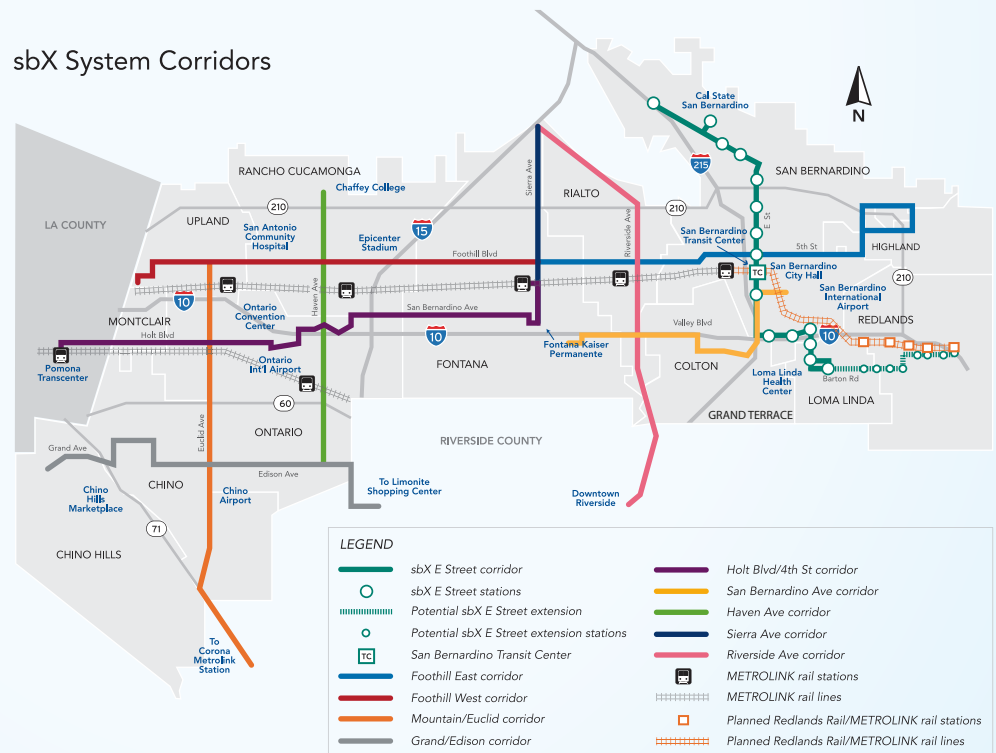 sbX System Corridors
Cal State
San Bernardino
N
215
SAN BERNARDINO
RANCHO CUCAMONGA
Chaffey College
Sierra Ave
RIALTO
LA COUNTY
UPLAND
210
San Antonio
Community
Hospital
Epicenter
Stadium
15
Riverside Ave
210
E St
San Bernardino
Transit Center
5th St
HIGHLAND
Foothill Blvd
TC
San Bernardino
City Hall
210
San Bernardino
International
Airport
10
Haven Ave
Ontario
Convention
Center
San Bernardino Ave
MONTCLAIR
Holt Blvd
10
Valley Blvd
REDLANDS
10
Pomona
Transcenter
Ontario
Int'l Airport
FONTANA
Fontana Kaiser
Permanente
COLTON
Loma Linda
Health
Center
Barton Rd
LOMA LINDA
60
GRAND TERRACE
Euclid Ave
ONTARIO
RIVERSIDE COUNTY
Grand Ave
Edison Ave
CHINO
Chino
Hills
Marketplace
Chino
Airport
To Limonite
Shopping Center
Downtown
Riverside
71
CHINO HILLS
To
Corona
Metrolink
Station
LEGEND
sbX E Street corridor
sbX E Street stations
Potential sbX E Street extension
Potential sbX E Street extension stations
TC
San Bernardino Transit Center
Foothill East corridor
Foothill West corridor
Mountain/Euclid corridor
Grand/Edison corridor
Holt Blvd/4th St corridor
San Bernardino Ave corridor
Haven Ave corridor
Sierra Ave corridor
Riverside Ave corridor
METROLINK rail stations
METROLINK rail lines
Planned Redlands Rail/METROLINK rail stations
Planned Redlands Rail/METROLINK rail lines